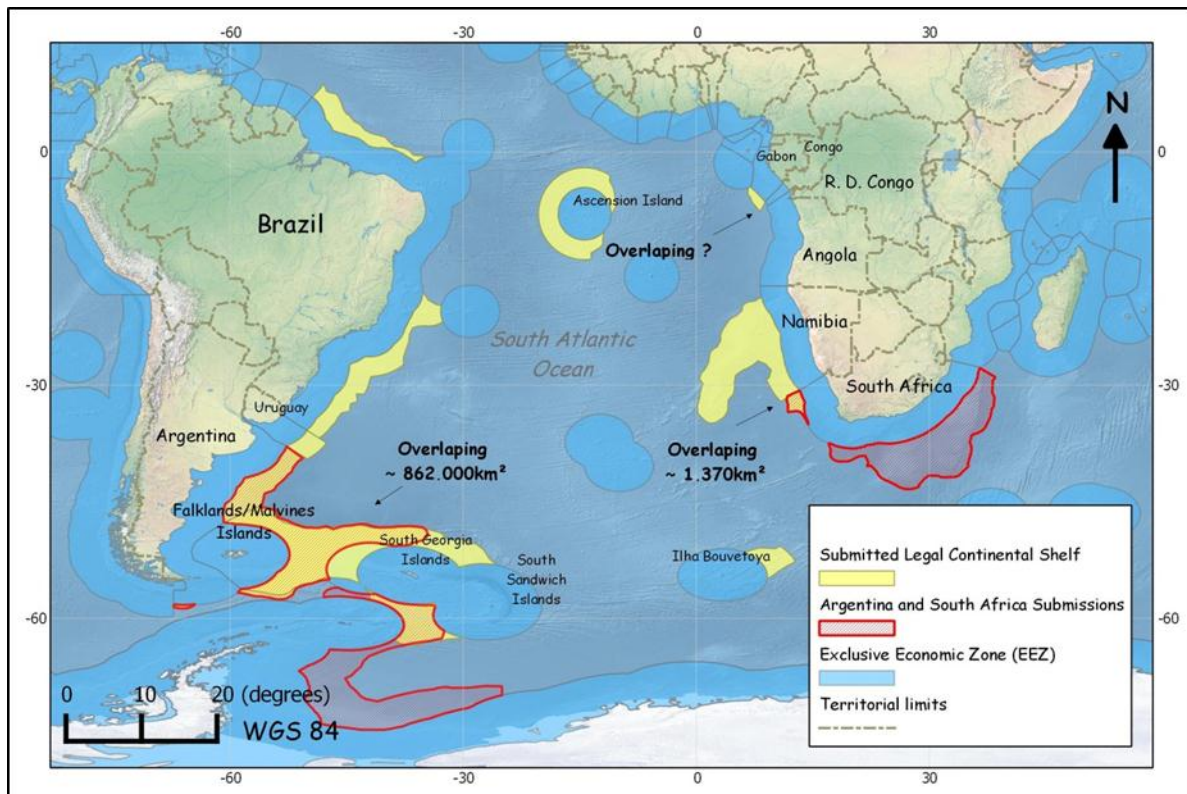 -60
-30
0
30
N
0
0
Gabon
Congo
R. D. Congo
Ascension Island
Brazil
Overlaping ?
Angola
Namibia
South Atlantic
Ocean
-30
-30
South Africa
Uruguay
Argentina
Overlaping
~ 862.000km²
Overlaping
~ 1.370km²
Falklands/Malvines
Islands
South Georgia
Islands
South
Sandwich
Islands
Ilha Bouvetoya
Submitted Legal Continental Shelf
Argentina and South Africa Submissions
Exclusive Economic Zone (EEZ)
Territorial limits
-60
-60
0
10
20 (degrees)
WGS 84
-60
-30
0
30